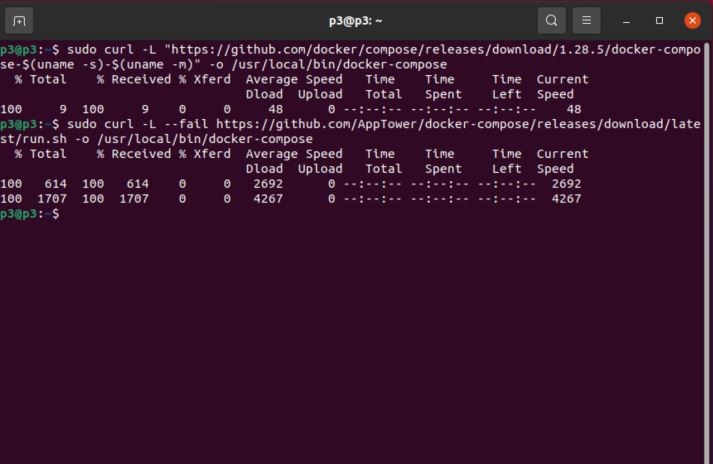 p3@p3: ~
p3@p3:~$ sudo curl -L "https://github.com/docker/compose/releases/download/1.28.5/docker-compo
se-$(uname -s)-$(uname -m)" -o /usr/local/bin/docker-compose
% Total % Received % Xferd Average Speed Time Time Time Current
Dload Upload Total Spent Left Speed
100 9 100 9 0 0 48 0 --:--:-- --:--:-- --:--:-- 48
p3@p3:~$ sudo curl -L --fail https://github.com/AppTower/docker-compose/releases/download/late
st/run.sh -o /usr/local/bin/docker-compose
% Total % Received % Xferd Average Speed Time Time Time Current
Dload Upload Total Spent Left Speed
100 614 100 614 0 0 2692 0 --:--:-- --:--:-- --:--:-- 2692
100 1707 100 1707 0 0 4267 0 --:--:-- --:--:-- --:--:-- 4267
p3@p3:~$